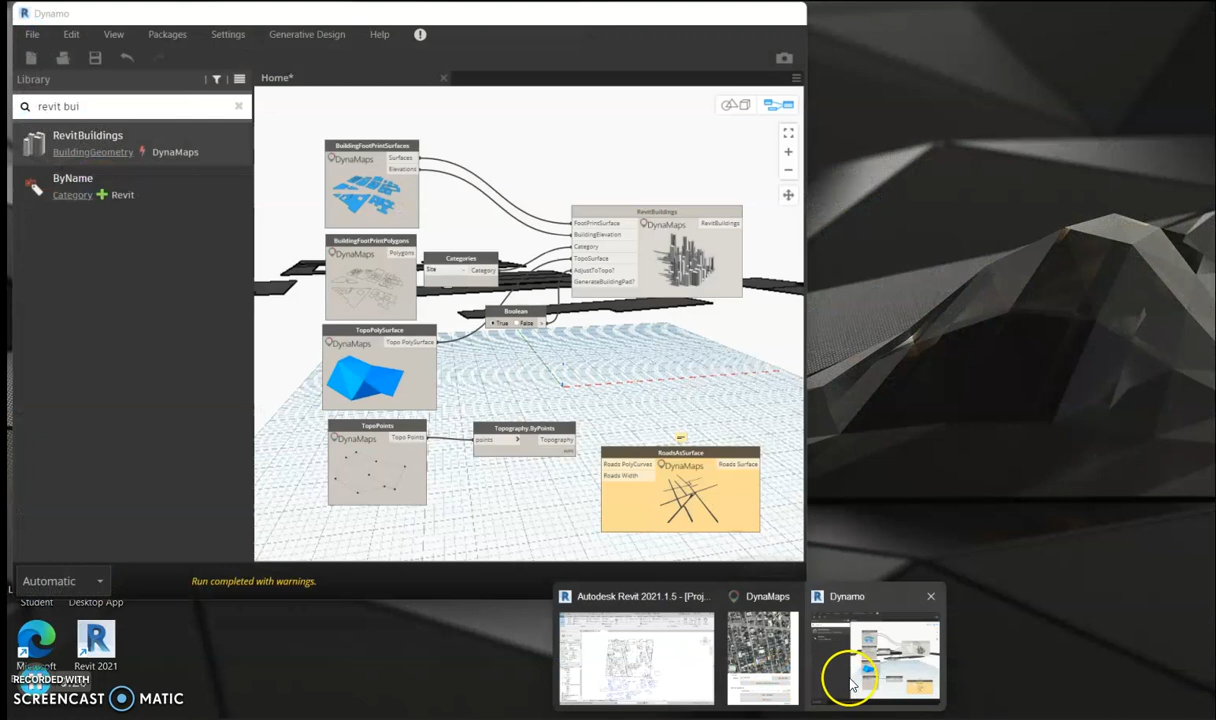 Dynamo
File Edit View Packages Settings Generative Design Help
Library
Home*
revit bui
RevitBuildings
BuildingGeometry DynaMaps
ByName
Category Revit
BuildingFootPrintSurfaces
DynaMaps
Surfaces
Elevations
BuildingFootPrintPolygons
DynaMaps
Polygons
Categories
Site
Category
RevitBuildings
FootPrintSurface
BuildingElevation
Category
TopoSurface
AdjustToTopo?
GenerateBuildingPad?
DynaMaps
RevitBuildings
Boolean
True False
TopoPolySurface
Topo PolySurface
DynaMaps
TopoPoints
DynaMaps
Topo Points
Topography.ByPoints
points > Topography
RoadsAsSurface
Roads PolyCurves
Roads Width
DynaMaps
Roads Surface
Automatic
Run completed with warnings.
Student
Desktop App
Microsoft
Revit 2021
Autodesk Revit 2021 1.5 - [Proj...
DynaMaps
Dynamo
RECORDED WITH
SCREENCAST MATIC